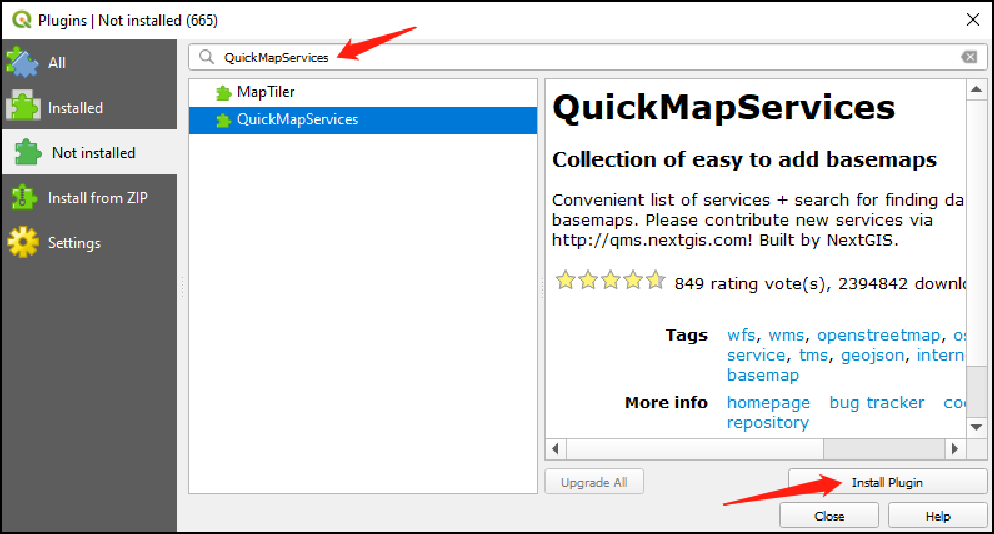 Plugins | Not installed (665)
All
Installed
Not installed
Install from ZIP
Settings
QuickMapServices
MapTiler
QuickMapServices
QuickMapServices
Collection of easy to add basemaps
Convenient list of services + search for finding da
basemaps. Please contribute new services via
http://qms.nextgis.com! Built by NextGIS.
849 rating vote(s), 2394842 downlo
Tags wfs, wms, openstreetmap, os
service, tms, geojson, intern
basemap
More info homepage bug tracker cod
repository
Upgrade All
Install Plugin
Close
Help